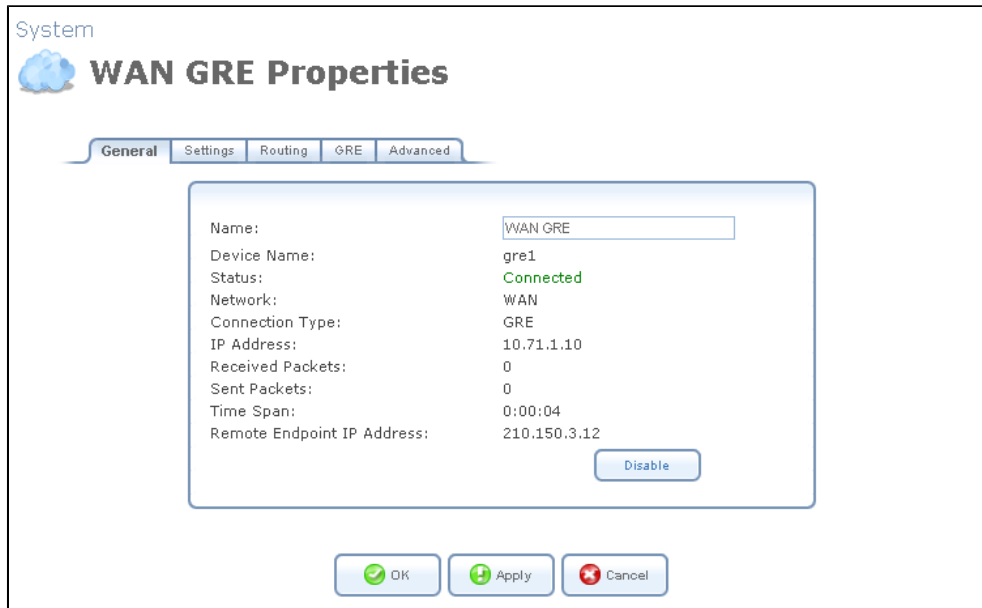 System
WAN GRE Properties
General Settings Routing GRE Advanced
Name: WAN GRE
Device Name: gre1
Status: Connected
Network: WAN
Connection Type: GRE
IP Address: 10.71.1.10
Received Packets: 0
Sent Packets: 0
Time Span: 0:00:04
Remote Endpoint IP Address: 210.150.3.12
Disable
OK Apply Cancel